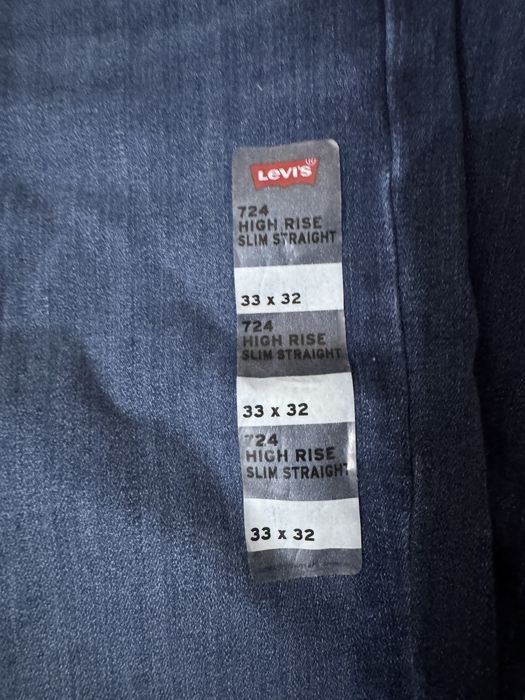 Levi's®
724
HIGH RISE
SLIM STRAIGHT
33 x 32
724
HIGH RISE
SLIM STRAIGHT
33 x 32
724
HIGH RISE
SLIM STRAIGHT
33 x 32